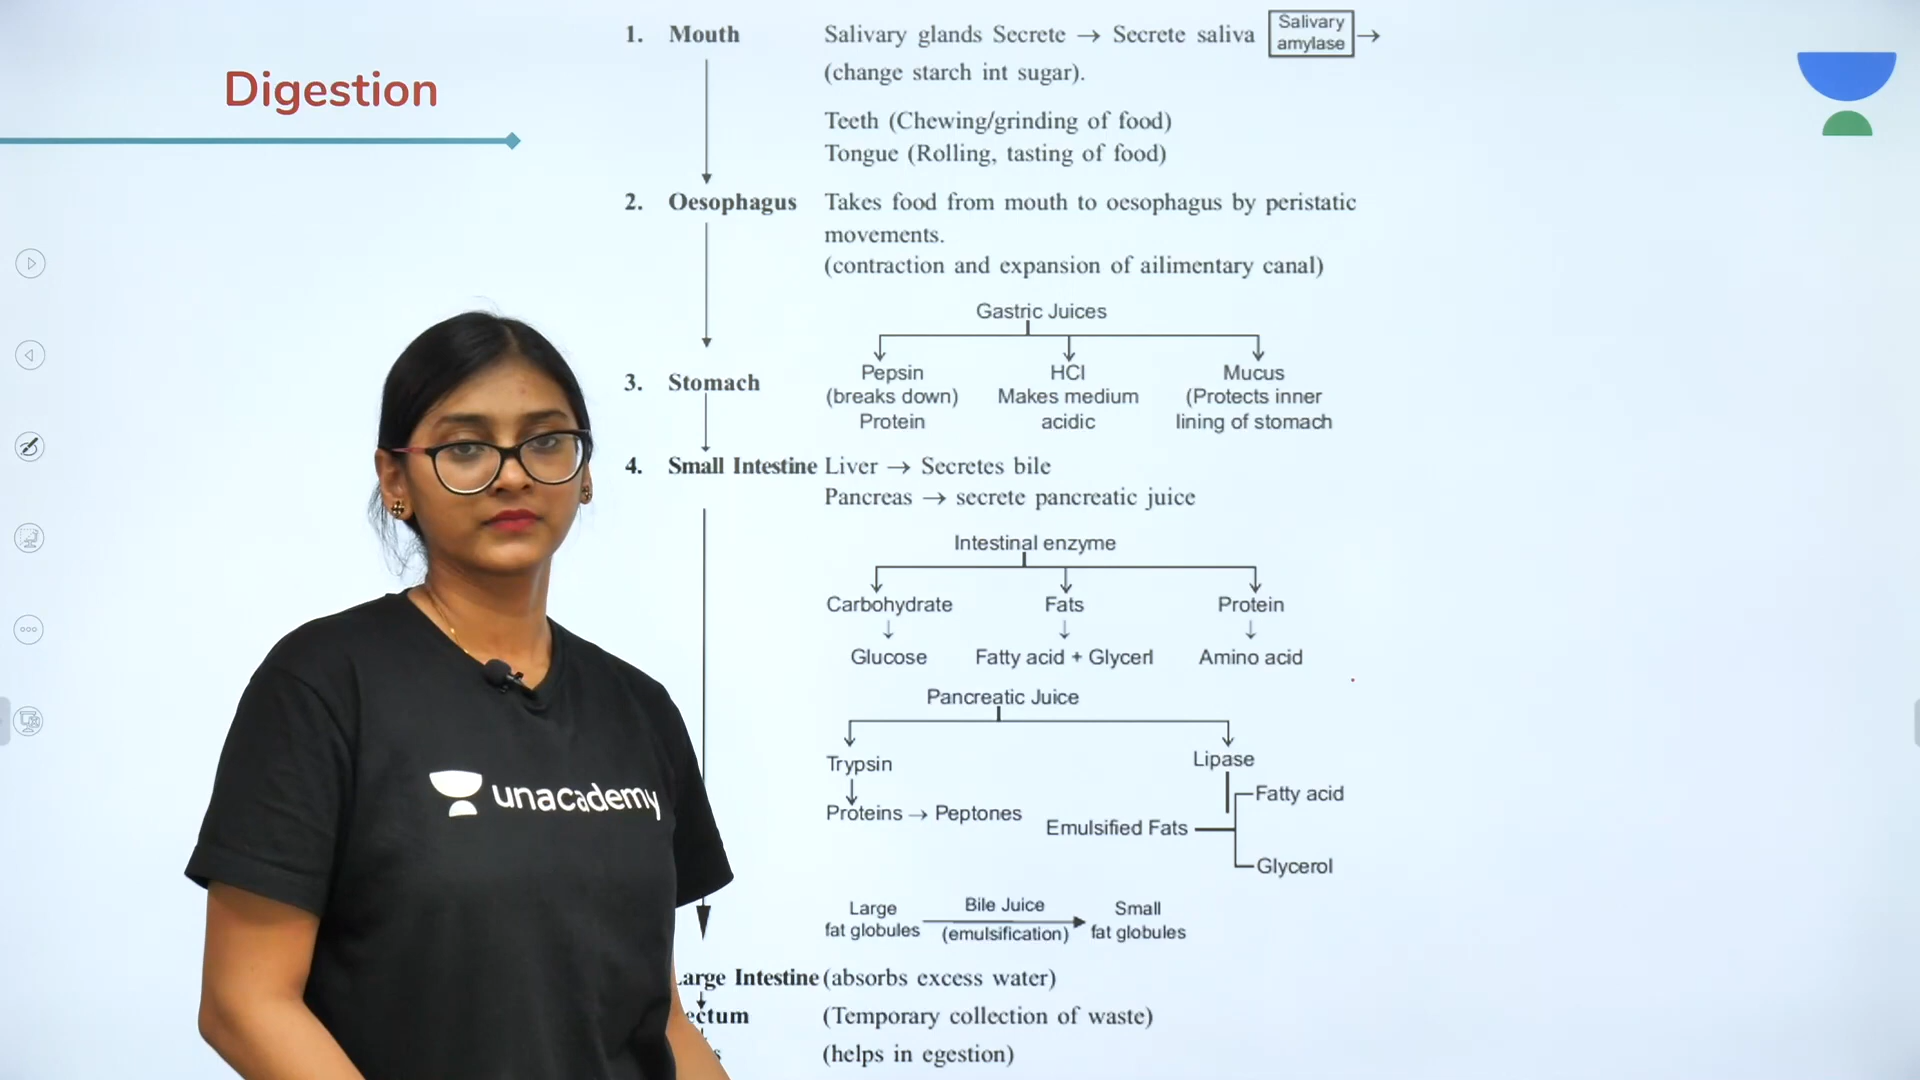 Digestion
1. Mouth Salivary glands Secrete → Secrete saliva Salivary amylase →
(change starch int sugar).
Teeth (Chewing/grinding of food)
Tongue (Rolling, tasting of food)
2. Oesophagus Takes food from mouth to oesophagus by peristatic
movements.
(contraction and expansion of ailimentary canal)
Gastric Juices
3. Stomach
Pepsin HCl Mucus
(breaks down) Makes medium (Protects inner
Protein acidic lining of stomach
4. Small Intestine Liver → Secretes bile
Pancreas → secrete pancreatic juice
Intestinal enzyme
Carbohydrate Fats Protein
Glucose Fatty acid + Glycerl Amino acid
Pancreatic Juice
Trypsin Lipase
Proteins → Peptones
Fatty acid
Emulsified Fats
Glycerol
Large Bile Juice Small
fat globules (emulsification) fat globules
arge Intestine (absorbs excess water)
ectum (Temporary collection of waste)
s (helps in egestion)
unacademy